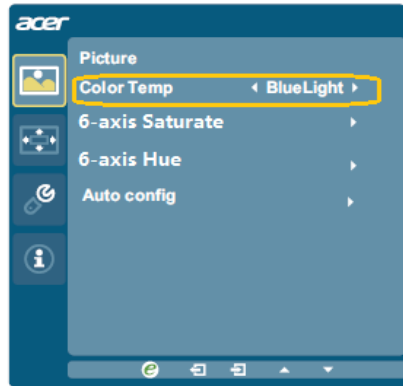 acer
Picture
Color Temp BlueLight
6-axis Saturate
6-axis Hue
Auto config